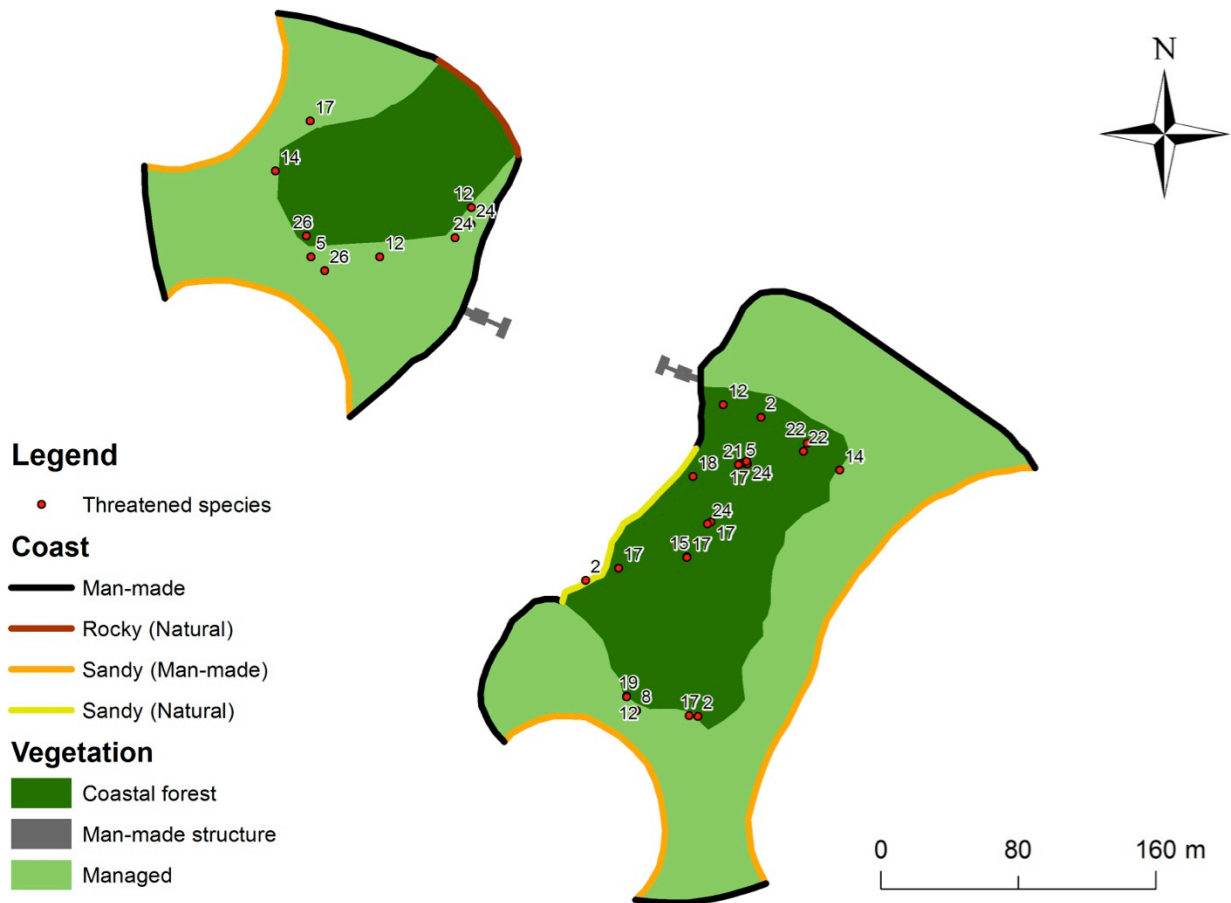 N
17
14
12
24
26
24
5
12
26
12
2
22
22
21
5
14
18
17
24
24
17
15
17
17
2
19
8
17
2
12
Legend
Threatened species
Coast
Man-made
Rocky (Natural)
Sandy (Man-made)
Sandy (Natural)
Vegetation
Coastal forest
Man-made structure
Managed
0
80
160 m